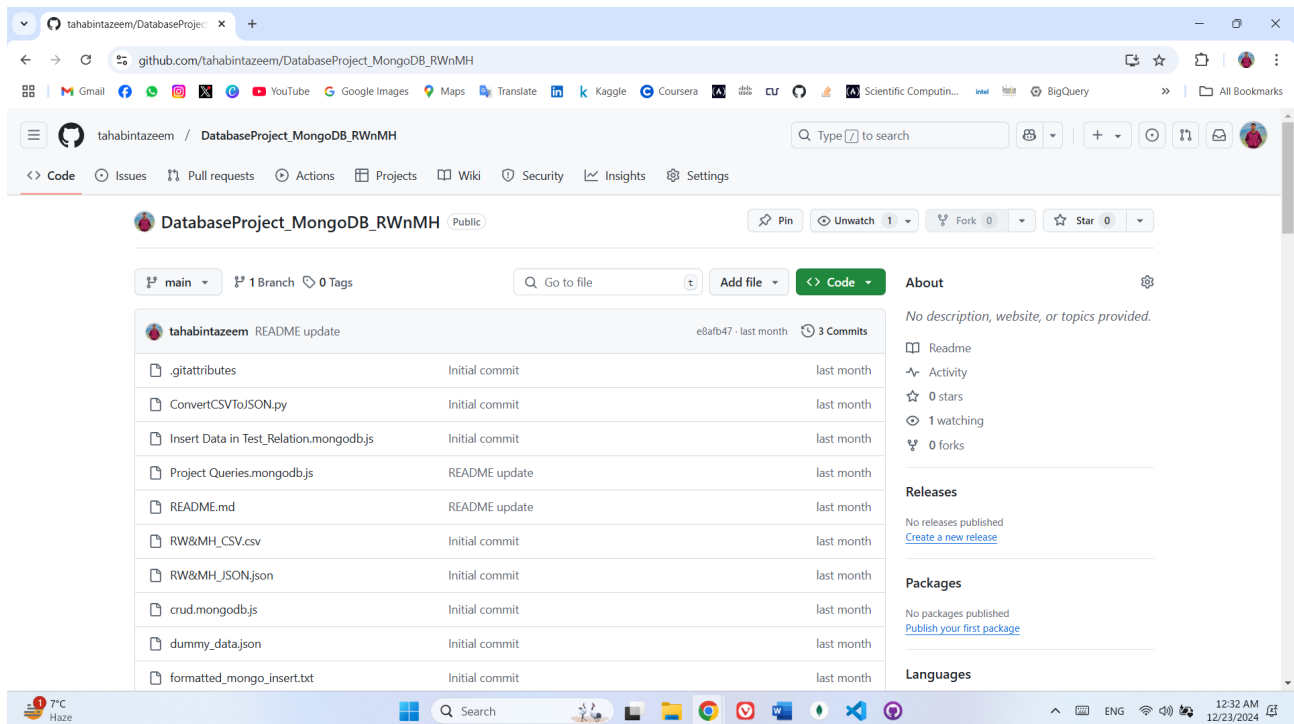 tahabintazeem/DatabaseProject
github.com/tahabintazeem/DatabaseProject_MongoDB_RWnMH
Gmail YouTube Google Images Maps Translate Kaggle Coursera Scientific Computin... BigQuery » All Bookmarks
tahabintazeem / DatabaseProject_MongoDB_RWnMH Type / to search
Code Issues Pull requests Actions Projects Wiki Security Insights Settings
DatabaseProject_MongoDB_RWnMH Public Pin Unwatch 1 Fork 0 Star 0
main 1 Branch 0 Tags Go to file t Add file <> Code
tahabintazeem README update e8afb47 · last month 3 Commits
.gitattributes Initial commit last month
ConvertCSVToJSON.py Initial commit last month
Insert Data in Test_Relation.mongodb.js Initial commit last month
Project Queries.mongodb.js README update last month
README.md README update last month
RW&MH_CSV.csv Initial commit last month
RW&MH_JSON.json Initial commit last month
crud.mongodb.js Initial commit last month
dummy_data.json Initial commit last month
formatted_mongo_insert.txt Initial commit last month
About
No description, website, or topics provided.
Readme
Activity
0 stars
1 watching
0 forks
Releases
No releases published
Create a new release
Packages
No packages published
Publish your first package
Languages
1 7°C
Haze
Search
ENG
12:32 AM
12/23/2024